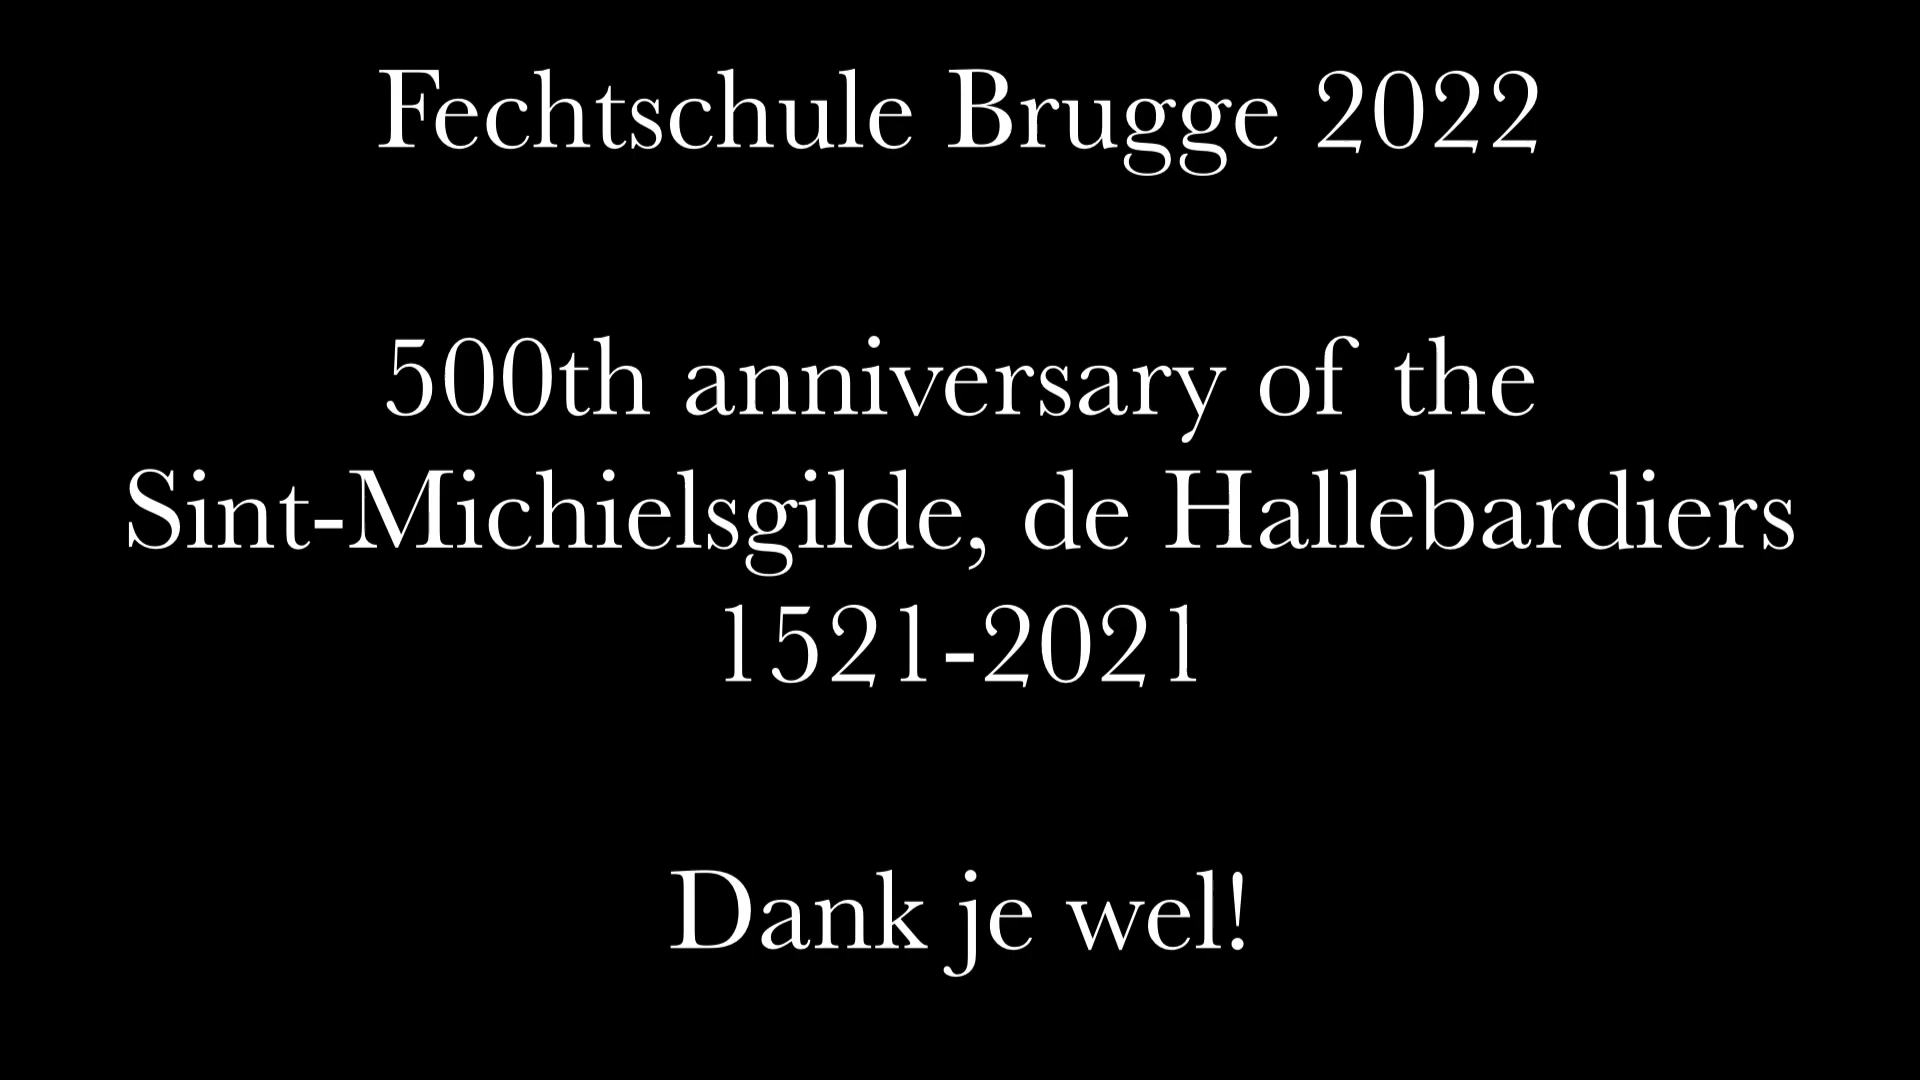 Fechtschule Brugge 2022
500th anniversary of the
Sint-Michielsgilde, de Hallebardiers
1521-2021
Dank je wel!